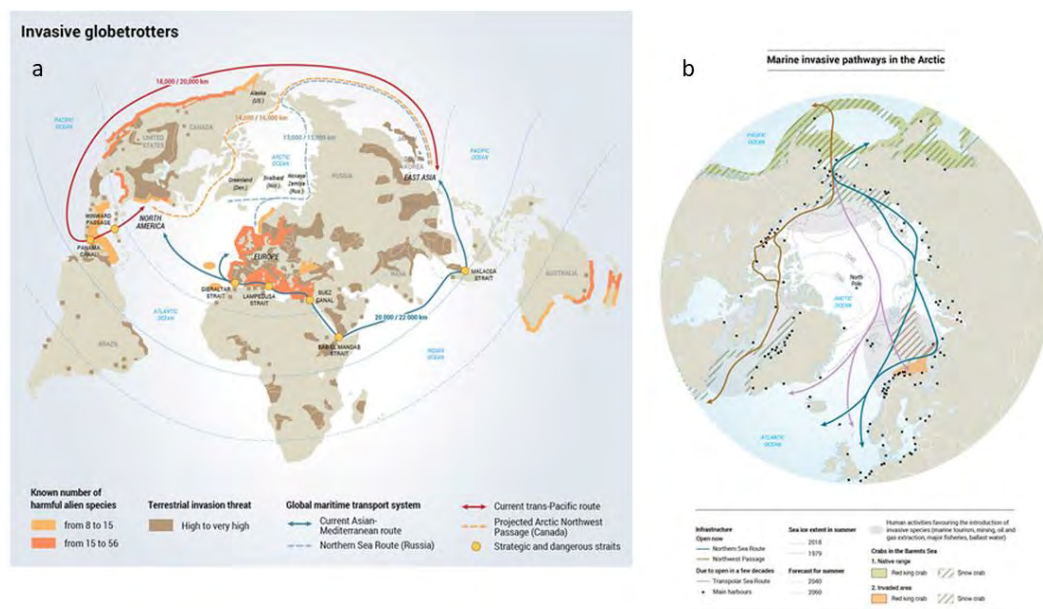 Invasive globetrotters
a
18,000 / 20,000 km
Alaska
(US.)
PACIFIC
OCEAN
CANADA
UNITED
STATES
14,500 / 16,000 km
13,000 / 15,000 km
ARCTIC
OCEAN
Greenland
(Den.)
Svalbard
(Nor.)
Novaya
Zemlya
(Rus.)
RUSSIA
KOREA
EAST ASIA
PACIFIC
OCEAN
WINWARD
PASSAGE
NORTH
AMERICA
PANAMA
CANAL
EUROPE
GIBRALTAR
STRAIT
LAMPEDUSA
STRAIT
SUEZ
CANAL
INDIA
MALACCA
STRAIT
AUSTRALIA
ATLANTIC
OCEAN
20,000 / 22,000 km
BAB EL MANDAB
STRAIT
INDIAN
OCEAN
BRAZIL
Known number of
harmful alien species
from 8 to 15
from 15 to 56
Terrestrial invasion threat
High to very high
Global maritime transport system
Current Asian-
Mediterranean route
Northern Sea Route (Russia)
Current trans-Pacific route
Projected Arctic Northwest
Passage (Canada)
Strategic and dangerous straits
b
Marine invasive pathways in the Arctic
PACIFIC
OCEAN
North
Pole
ARCTIC
OCEAN
ATLANTIC
OCEAN
Infrastructure
Open now
Northern Sea Route
Northwest Passage
Due to open in a few decades
Transpolar Sea Route
Main harbours
Sea ice extent in summer
2018
1979
Forecast for summer
2040
2060
Human activities favouring the introduction of
invasive species (marine tourism, mining, oil and
gas extraction, major fisheries, ballast water)
Crabs in the Barents Sea
1. Native range
Red king crab
Snow crab
2. Invaded area
Red king crab
Snow crab